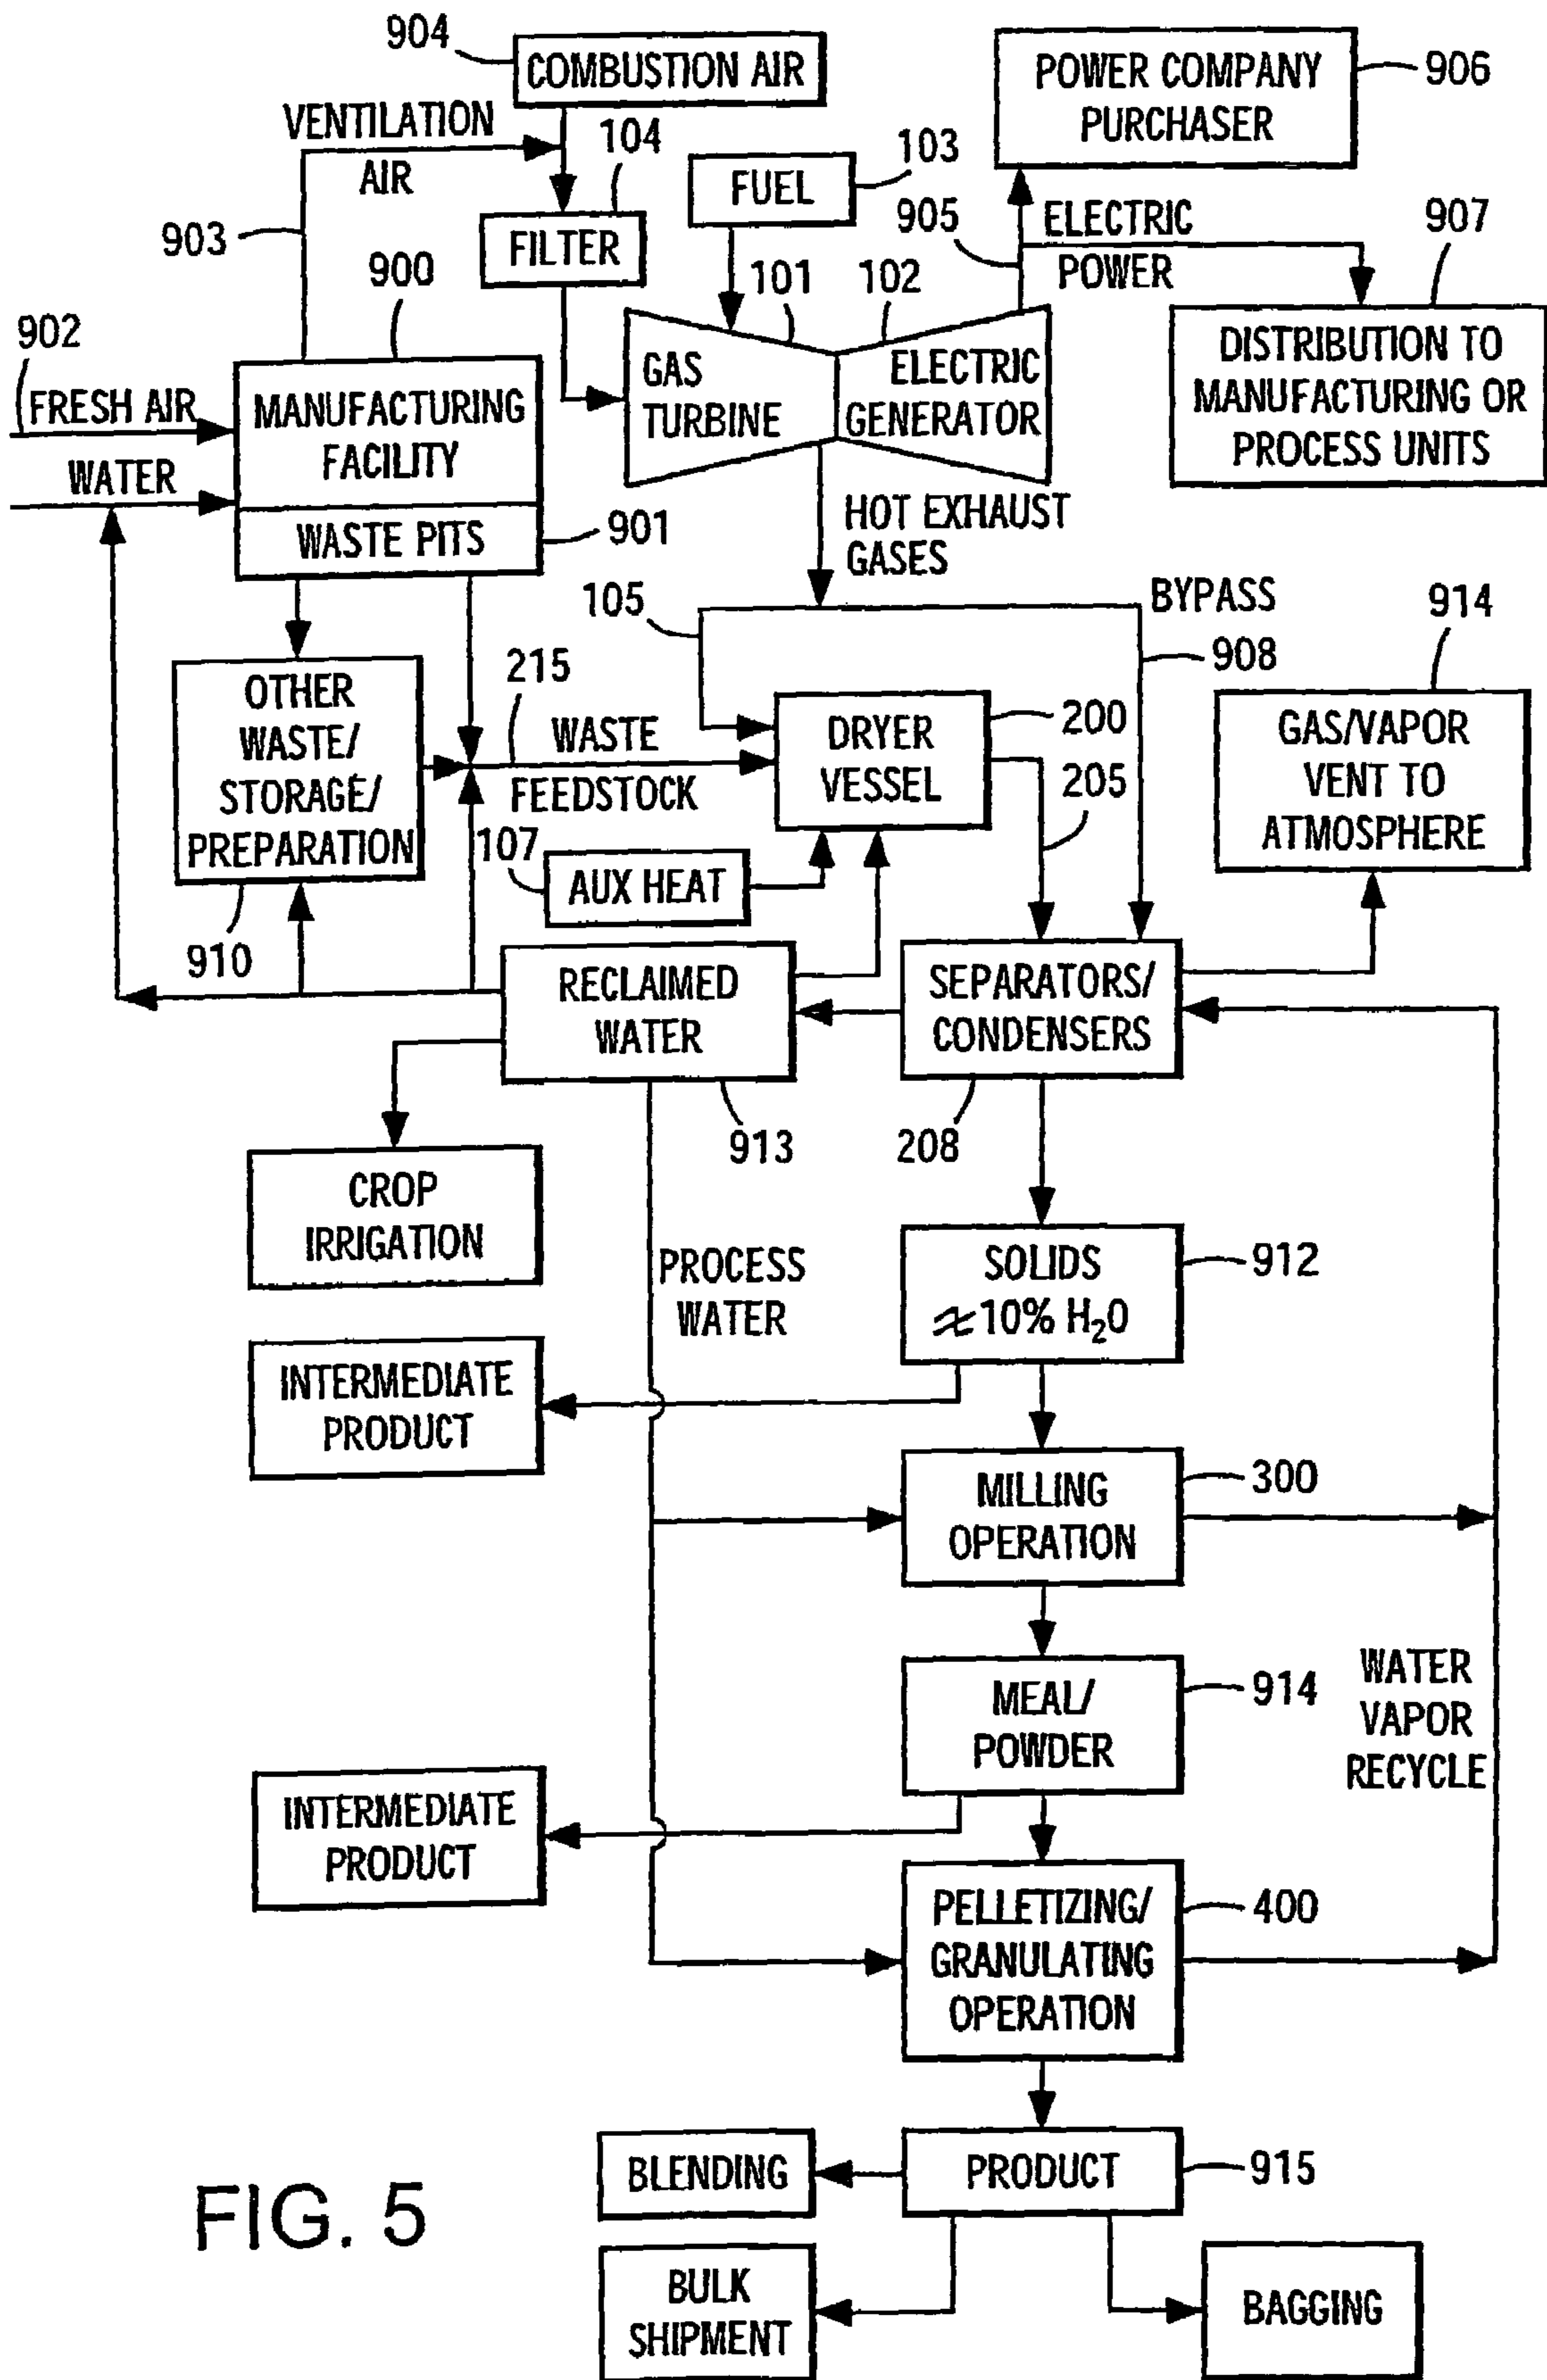 904
COMBUSTION AIR
POWER COMPANY
PURCHASER
906
VENTILATION
AIR
104
FUEL
103
903
FILTER
905
ELECTRIC
POWER
907
900
101
102
902
FRESH AIR
WATER
MANUFACTURING
FACILITY
WASTE PITS
901
GAS
TURBINE
ELECTRIC
GENERATOR
DISTRIBUTION TO
MANUFACTURING OR
PROCESS UNITS
HOT EXHAUST
GASES
105
BYPASS
914
908
OTHER
WASTE/
STORAGE/
PREPARATION
215
WASTE
FEEDSTOCK
DRYER
VESSEL
200
205
GAS/VAPOR
VENT TO
ATMOSPHERE
107
AUX HEAT
910
RECLAIMED
WATER
SEPARATORS/
CONDENSERS
913
208
CROP
IRRIGATION
PROCESS
WATER
SOLIDS
≉10% H₂O
912
INTERMEDIATE
PRODUCT
MILLING
OPERATION
300
MEAL/
POWDER
914
WATER
VAPOR
RECYCLE
INTERMEDIATE
PRODUCT
PELLETIZING/
GRANULATING
OPERATION
400
BLENDING
PRODUCT
915
FIG. 5
BULK
SHIPMENT
BAGGING